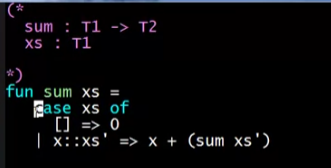 (*
sum : T1 -> T2
xs : T1
*)
fun sum xs =
case xs of
[] => 0
| x::xs' => x + (sum xs')